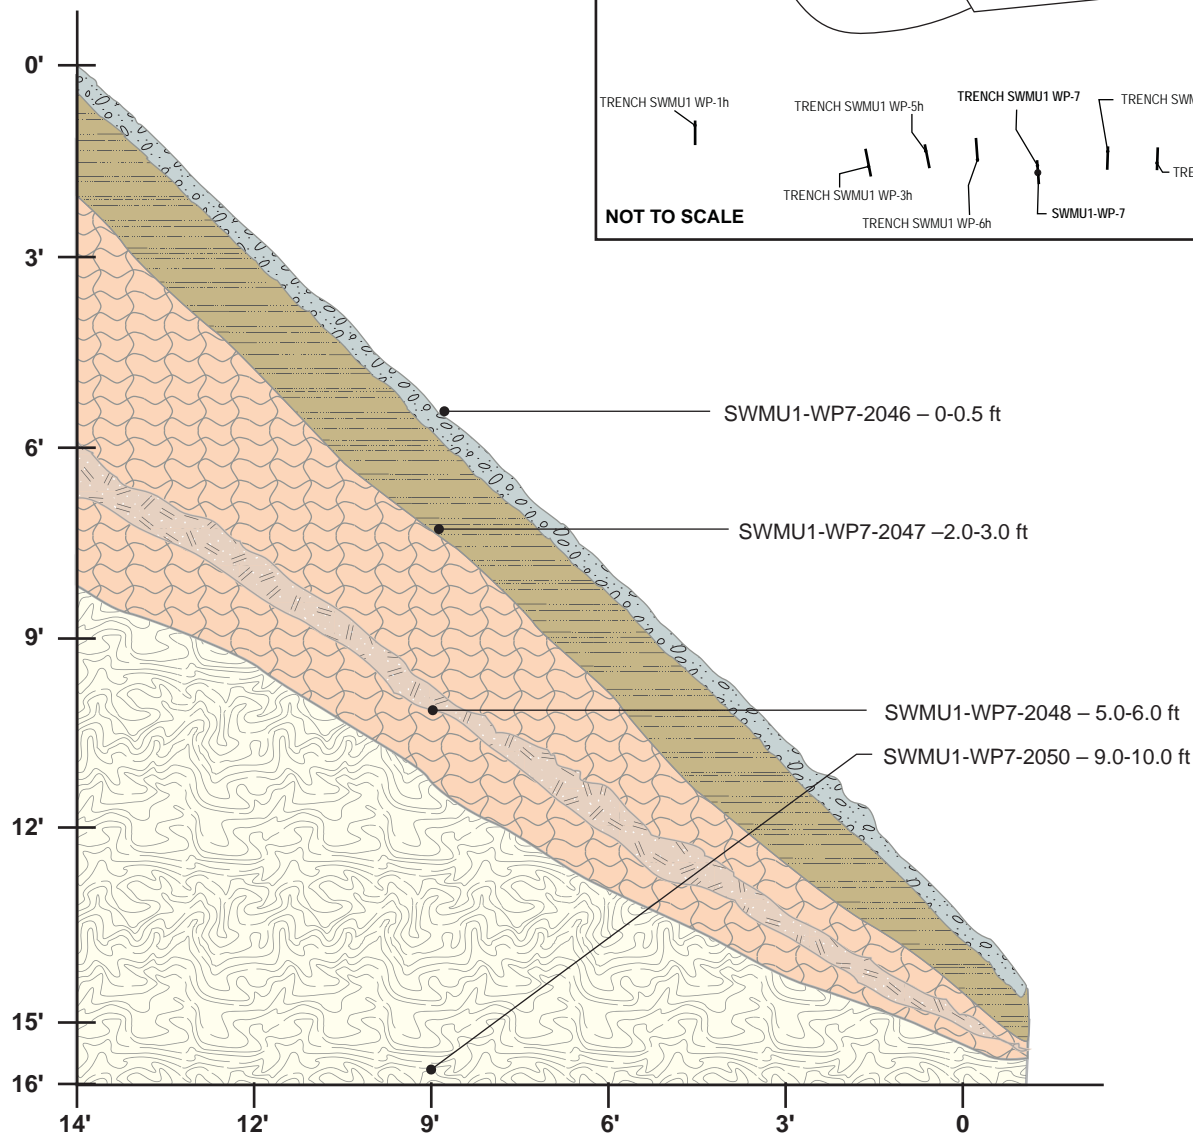 0'
TRENCH SWMU1 WP-1h
TRENCH SWMU1 WP-5h
TRENCH SWMU1 WP-7
TRENCH SWM
TRE
TRENCH SWMU1 WP-3h
SWMU1-WP-7
NOT TO SCALE
TRENCH SWMU1 WP-6h
3'
SWMU1-WP7-2046 – 0-0.5 ft
6'
SWMU1-WP7-2047 –2.0-3.0 ft
9'
SWMU1-WP7-2048 – 5.0-6.0 ft
SWMU1-WP7-2050 – 9.0-10.0 ft
12'
15'
16'
14' 12' 9' 6' 3' 0